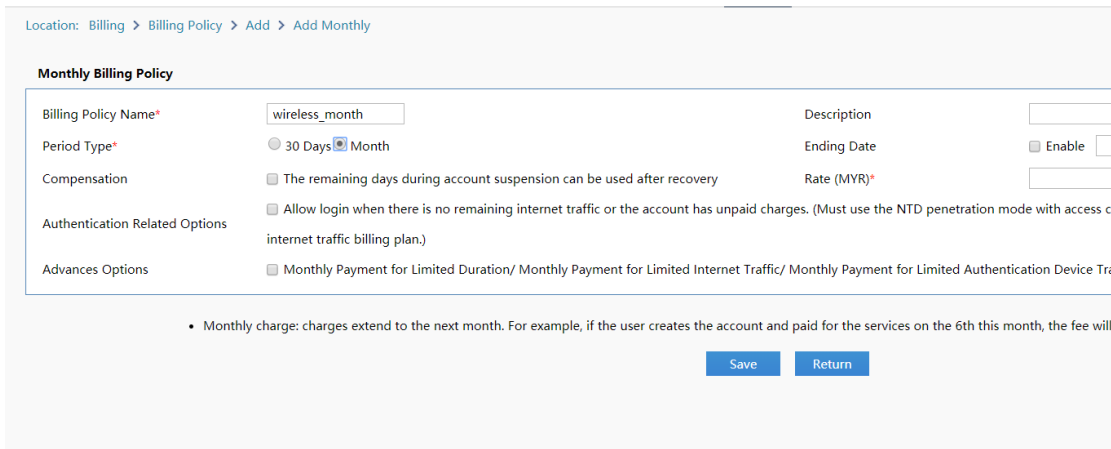 Location: Billing > Billing Policy > Add > Add Monthly
Monthly Billing Policy
Billing Policy Name* wireless_month Description
Period Type* 30 Days Month Ending Date Enable
Compensation The remaining days during account suspension can be used after recovery Rate (MYR)*
Authentication Related Options Allow login when there is no remaining internet traffic or the account has unpaid charges. (Must use the NTD penetration mode with access
internet traffic billing plan.)
Advances Options Monthly Payment for Limited Duration/ Monthly Payment for Limited Internet Traffic/ Monthly Payment for Limited Authentication Device
• Monthly charge: charges extend to the next month. For example, if the user creates the account and paid for the services on the 6th this month, the fee will
Save Return